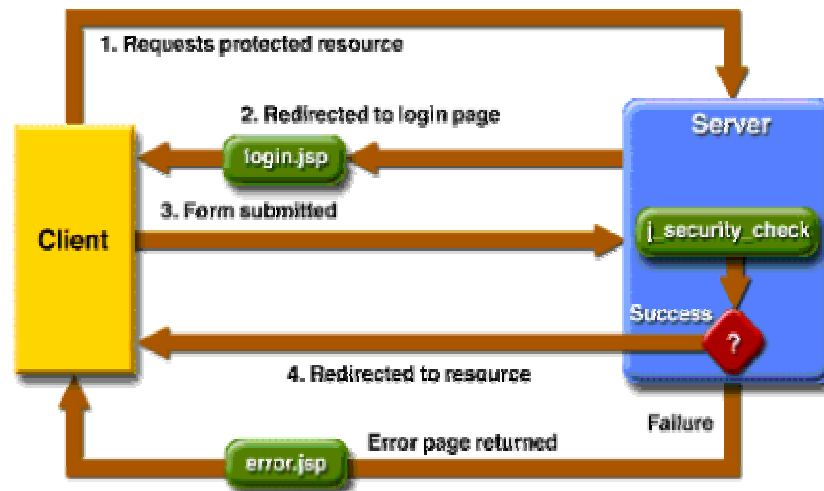 1. Requests protected resource
2. Redirected to login page
Server
login.jsp
3. Form submitted
Client
j_security_check
Success
?
4. Redirected to resource
Failure
Error page returned
error.jsp